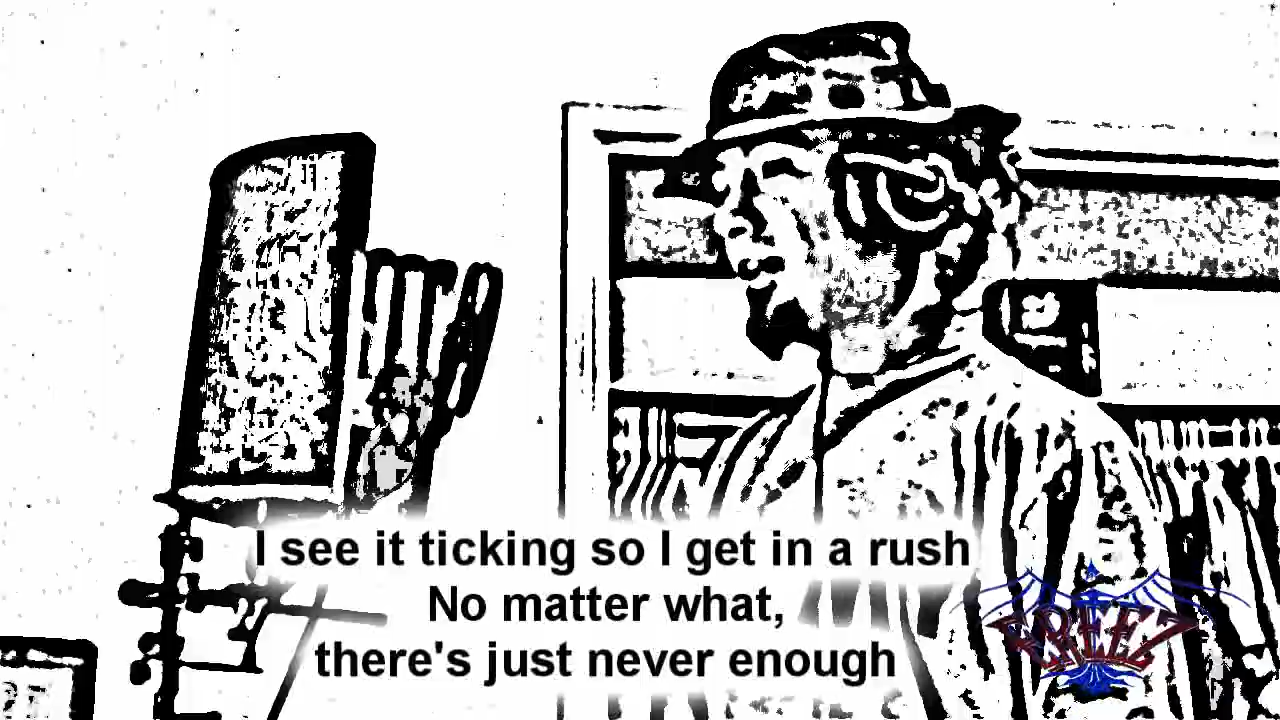 I see it ticking so I get in a rush
No matter what,
there's just never enough